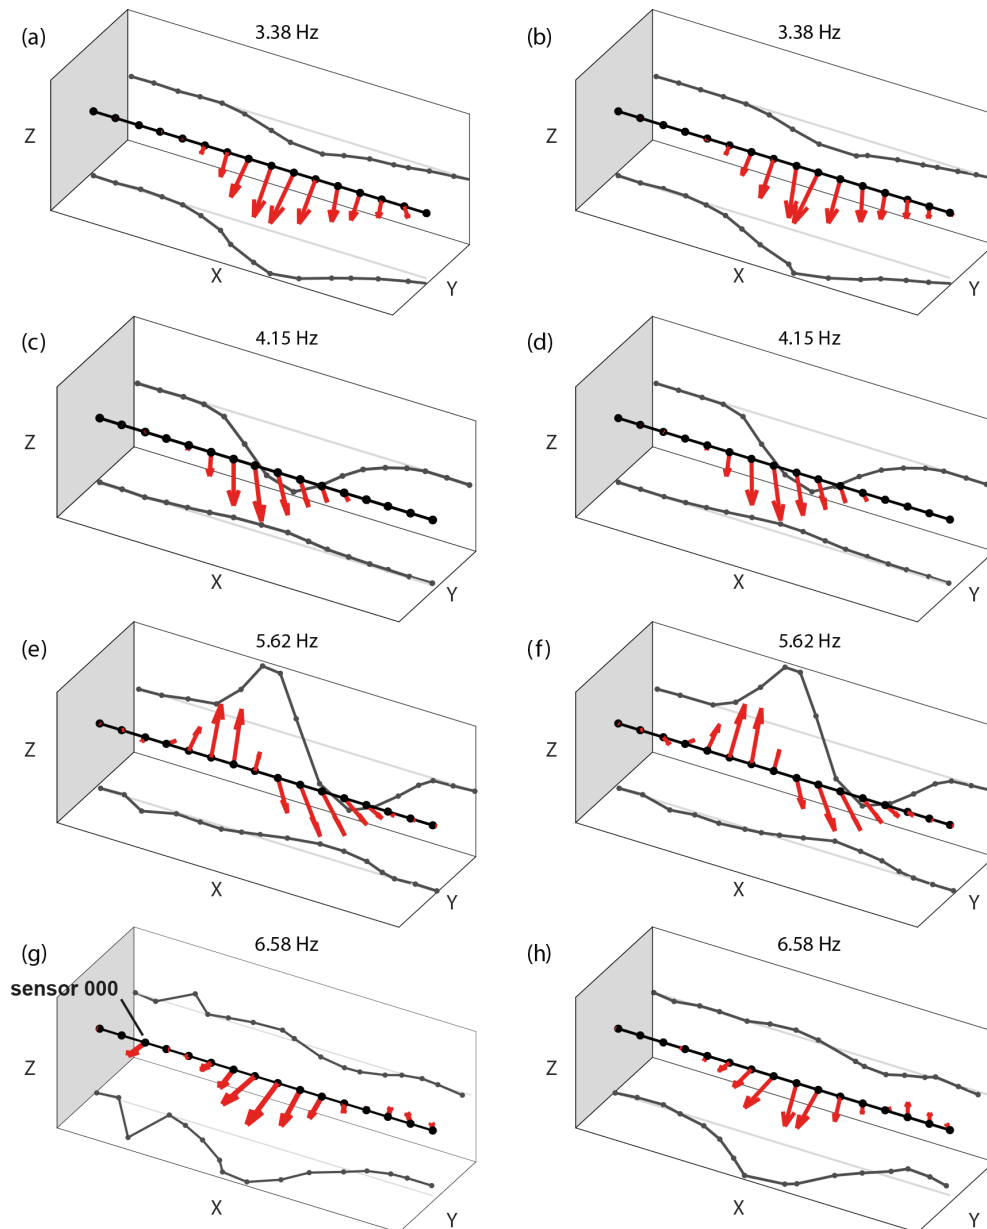 (a) 3.38 Hz
(b) 3.38 Hz
Z X Y
X Y
(c) 4.15 Hz
(d) 4.15 Hz
Z X Y
Z X Y
(e) 5.62 Hz
(f) 5.62 Hz
Z X Y
Z X Y
(g) 6.58 Hz
(h) 6.58 Hz
sensor 000
Z X Y
Z X Y